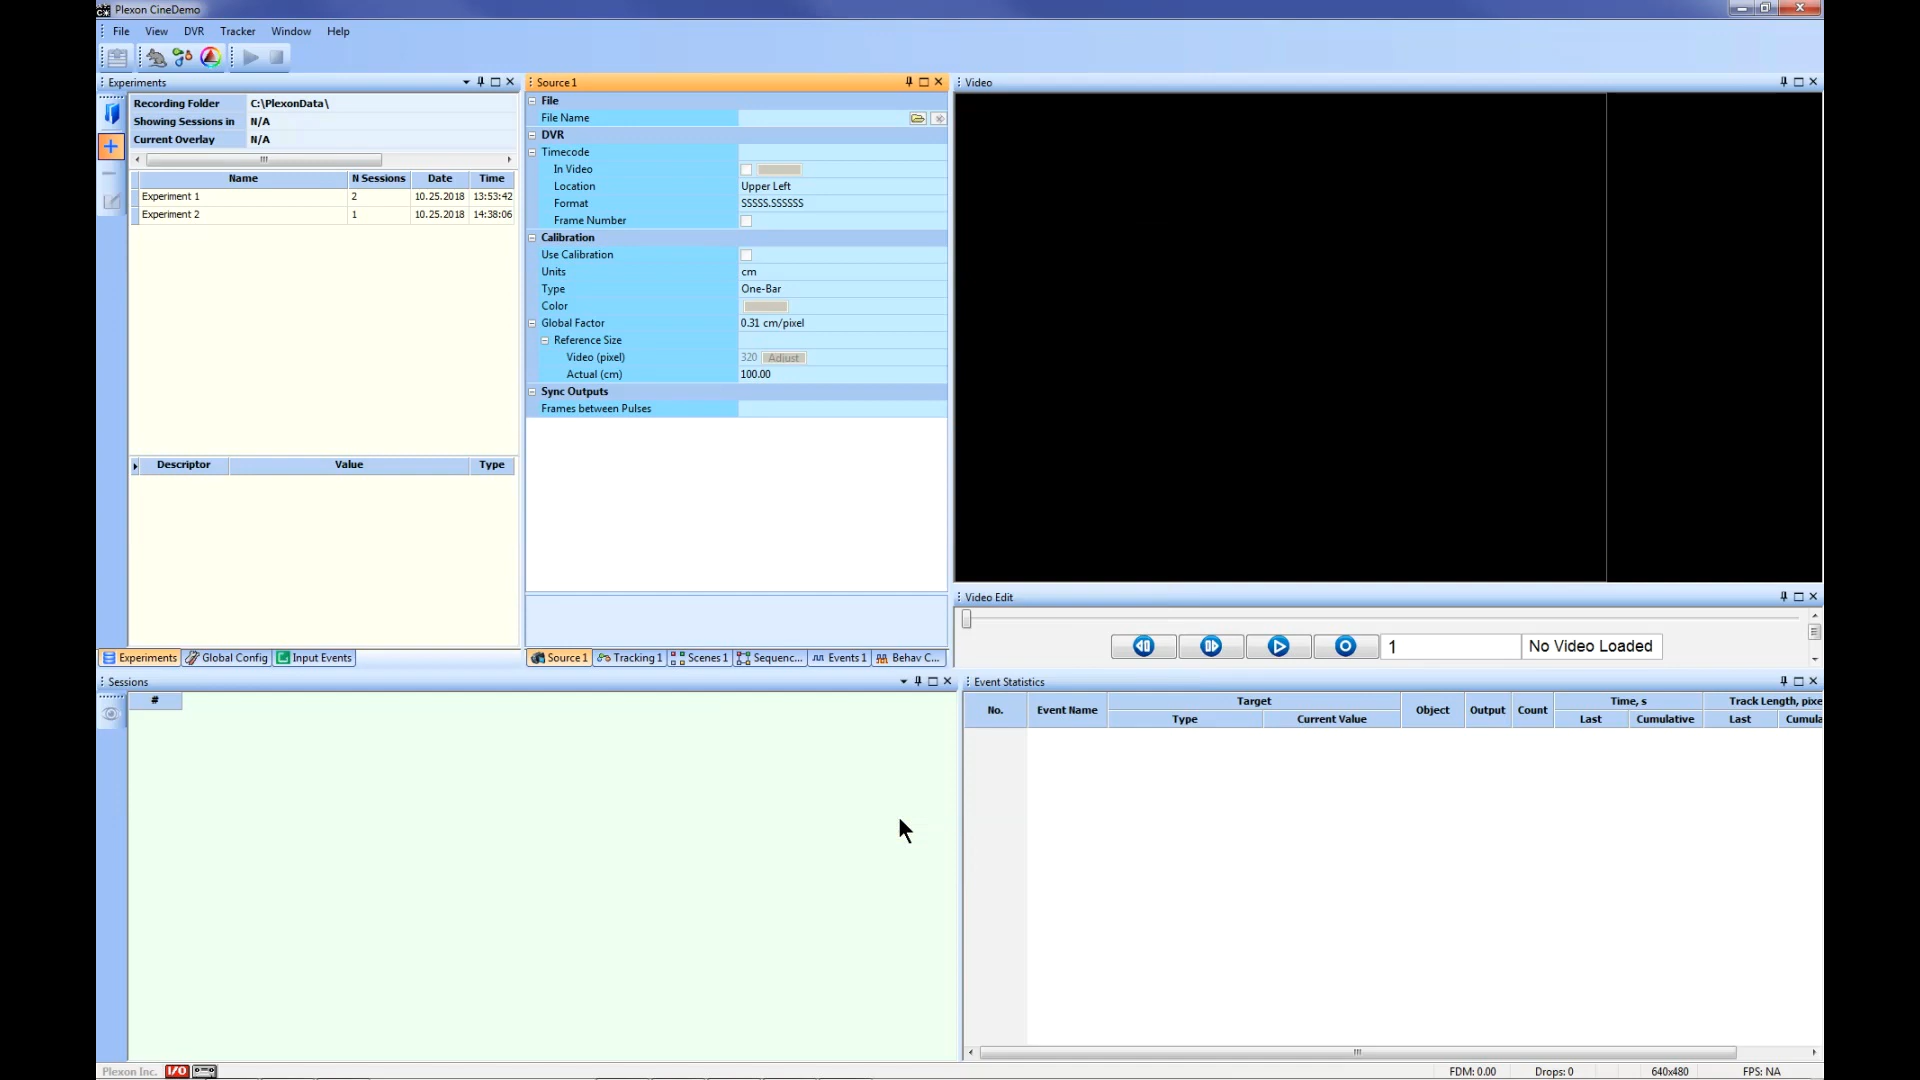 Plexon CineDemo
File View DVR Tracker Window Help
Experiments
Recording Folder C:\PlexonData\
Showing Sessions in N/A
Current Overlay N/A
Name N Sessions Date Time
Experiment 1 2 10.25.2018 13:53:42
Experiment 2 1 10.25.2018 14:38:06
Descriptor Value Type
Experiments Global Config Input Events
Source 1
File
File Name
DVR
Timecode
In Video
Location Upper Left
Format SSSSS.SSSSSS
Frame Number
Calibration
Use Calibration
Units cm
Type One-Bar
Color
Global Factor 0.31 cm/pixel
Reference Size
Video (pixel) 320 Adjust
Actual (cm) 100.00
Sync Outputs
Frames between Pulses
Source 1 Tracking 1 Scenes 1 Sequenc... Events 1 Behav C...
Video
Video Edit
1 No Video Loaded
Sessions
#
Event Statistics
No. Event Name Target Object Output Count Time, s Track Length, pixe
Type Current Value Last Cumulative Last Cumula
Plexon Inc. I/O FDM: 0.00 Drops: 0 640x480 FPS: NA